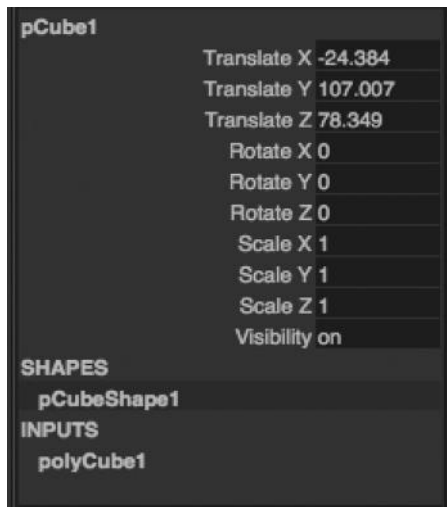 pCube1
Translate X -24.384
Translate Y 107.007
Translate Z 78.349
Rotate X 0
Rotate Y 0
Rotate Z 0
Scale X 1
Scale Y 1
Scale Z 1
Visibility on
SHAPES
pCubeShape1
INPUTS
polyCube1